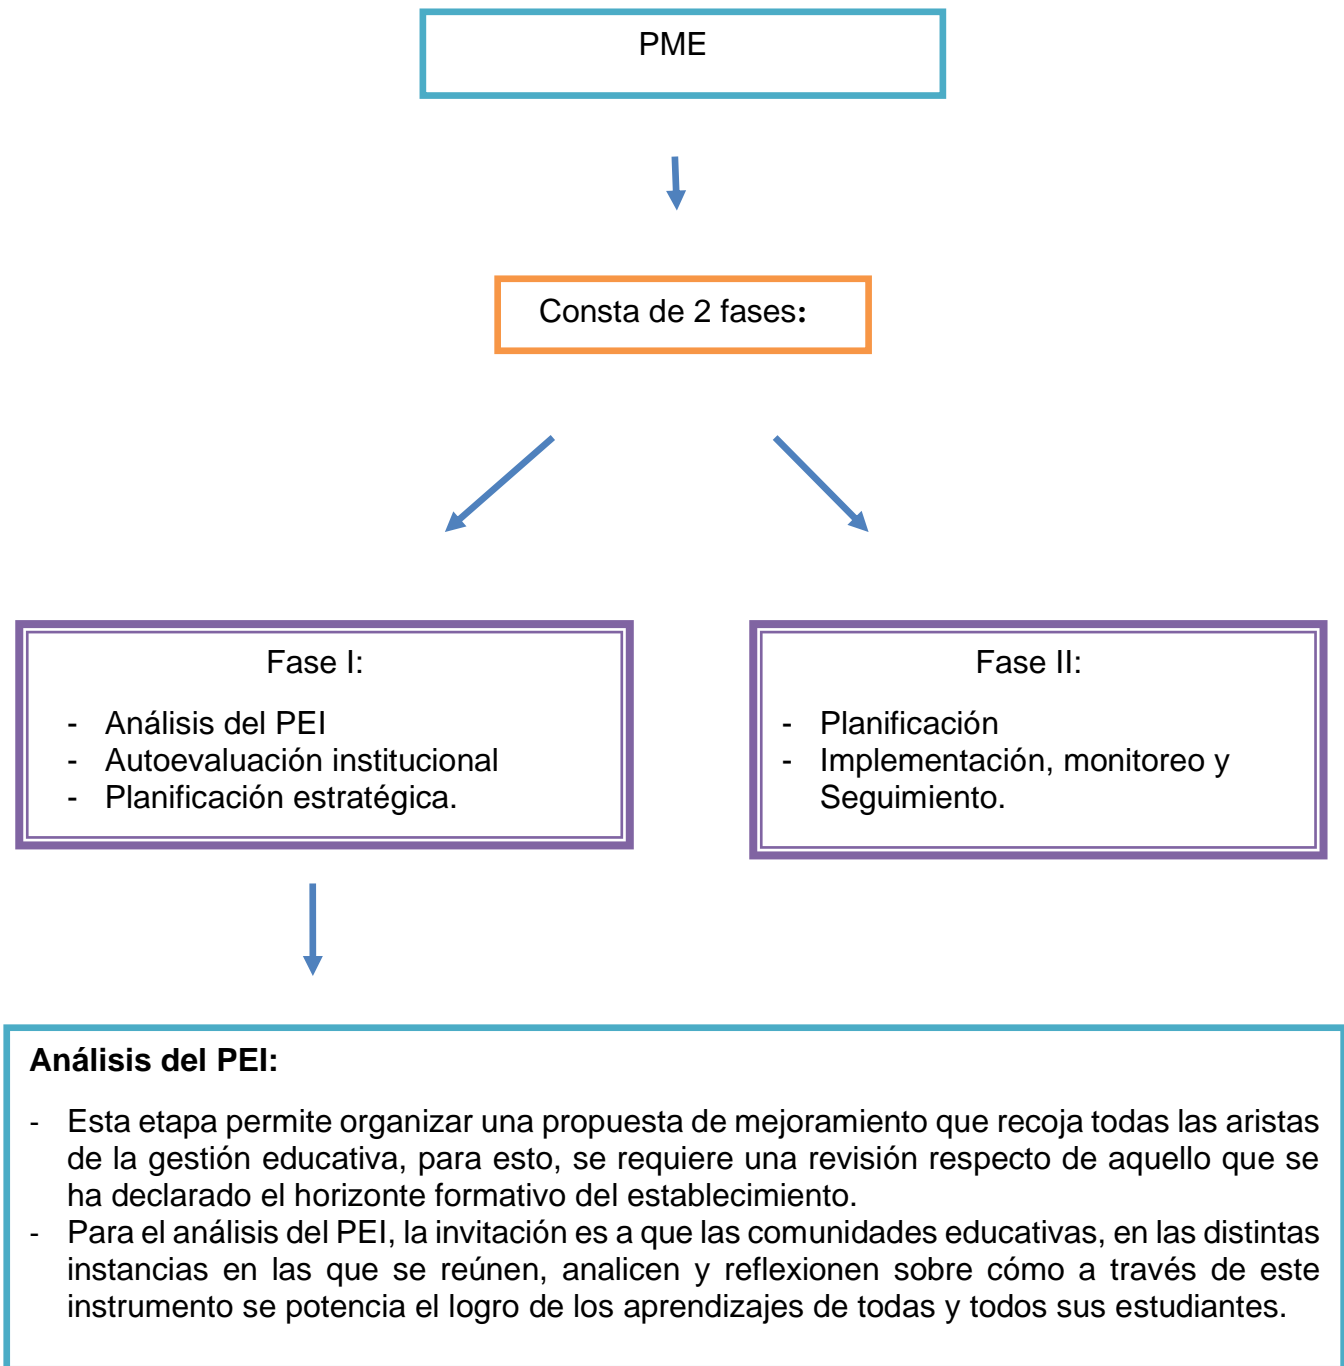 PME
Consta de 2 fases:
Fase I:
- Análisis del PEI
- Autoevaluación institucional
- Planificación estratégica.
Fase II:
- Planificación
- Implementación, monitoreo y
Seguimiento.
Análisis del PEI:
- Esta etapa permite organizar una propuesta de mejoramiento que recoja todas las aristas
de la gestión educativa, para esto, se requiere una revisión respecto de aquello que se
ha declarado el horizonte formativo del establecimiento.
- Para el análisis del PEI, la invitación es a que las comunidades educativas, en las distintas
instancias en las que se reúnen, analicen y reflexionen sobre cómo a través de este
instrumento se potencia el logro de los aprendizajes de todas y todos sus estudiantes.